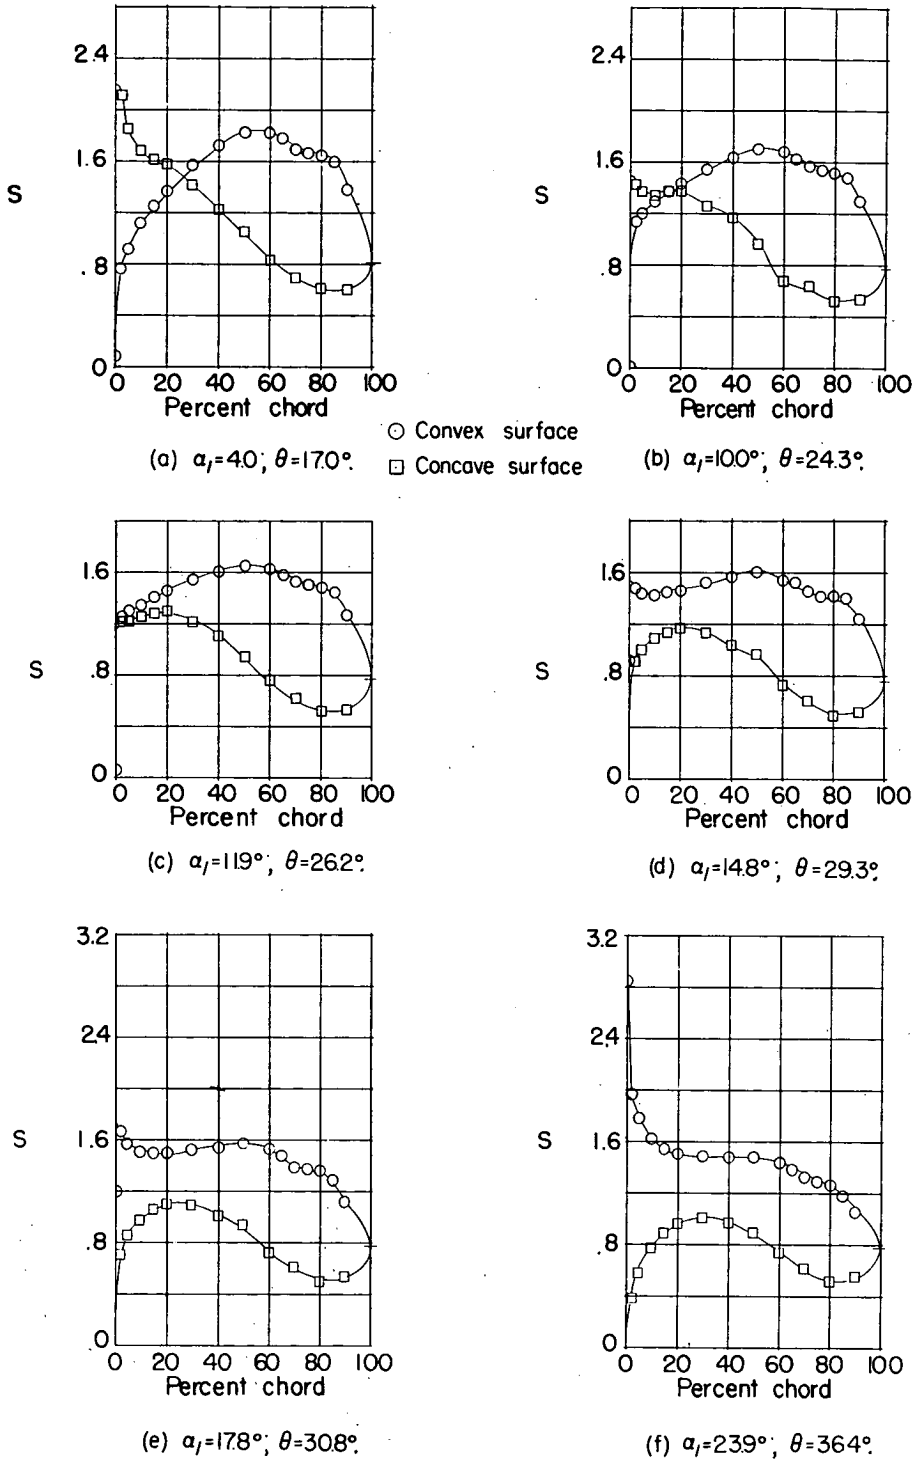 2.4
1.6
S
.8
0
0 20 40 60 80 100
Percent chord
(a) α₁=4.0; θ=17.0°.
2.4
1.6
S
.8
0
0 20 40 60 80 100
Percent chord
(b) α₁=10.0°; θ=24.3°.
Convex surface
Concave surface
1.6
S
.8
0
0 20 40 60 80 100
Percent chord
(c) α₁=11.9°; θ=26.2°.
1.6
S
.8
0
0 20 40 60 80 100
Percent chord
(d) α₁=14.8°; θ=29.3°.
3.2
2.4
1.6
S
.8
0
0 20 40 60 80 100
Percent chord
(e) α₁=17.8°; θ=30.8°.
3.2
2.4
1.6
S
.8
0
0 20 40 60 80 100
Percent chord
(f) α₁=23.9°; θ=36.4°.